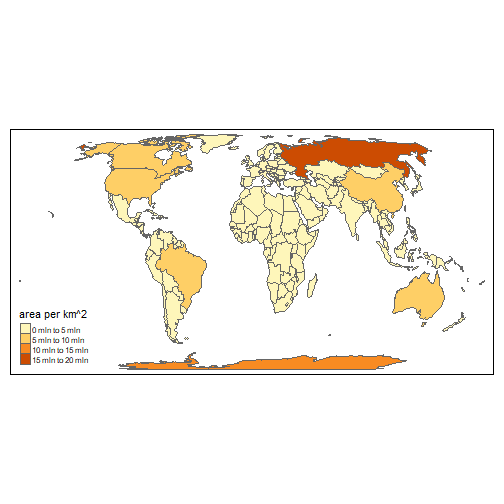 area per km^2
0 mln to 5 mln
5 mln to 10 mln
10 mln to 15 mln
15 mln to 20 mln